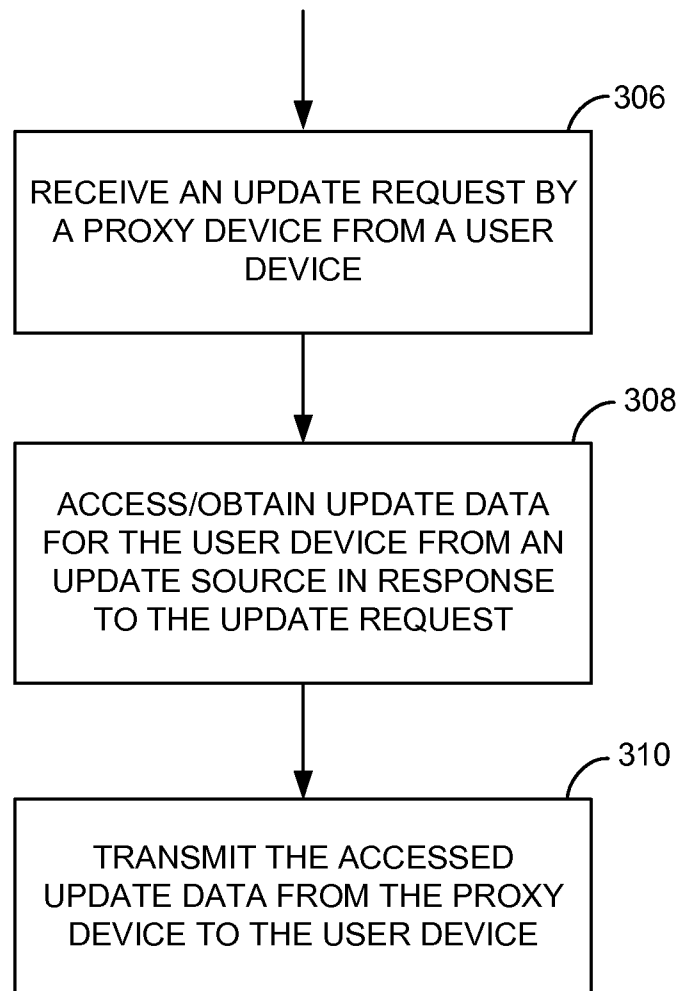 306
RECEIVE AN UPDATE REQUEST BY
A PROXY DEVICE FROM A USER
DEVICE
308
ACCESS/OBTAIN UPDATE DATA
FOR THE USER DEVICE FROM AN
UPDATE SOURCE IN RESPONSE
TO THE UPDATE REQUEST
310
TRANSMIT THE ACCESSED
UPDATE DATA FROM THE PROXY
DEVICE TO THE USER DEVICE